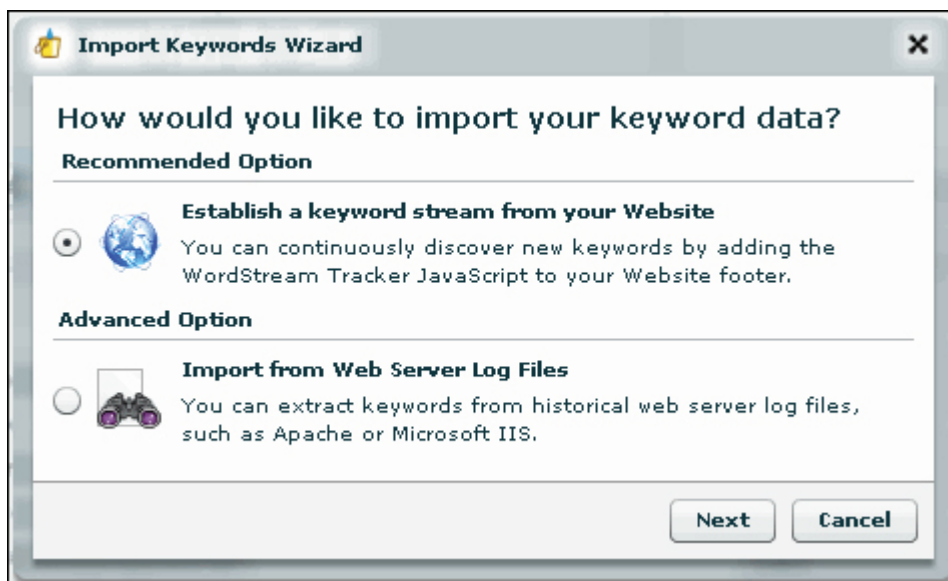 Import Keywords Wizard
How would you like to import your keyword data?
Recommended Option
Establish a keyword stream from your Website
You can continuously discover new keywords by adding the
WordStream Tracker JavaScript to your Website footer.
Advanced Option
Import from Web Server Log Files
You can extract keywords from historical web server log files,
such as Apache or Microsoft IIS.
Next
Cancel